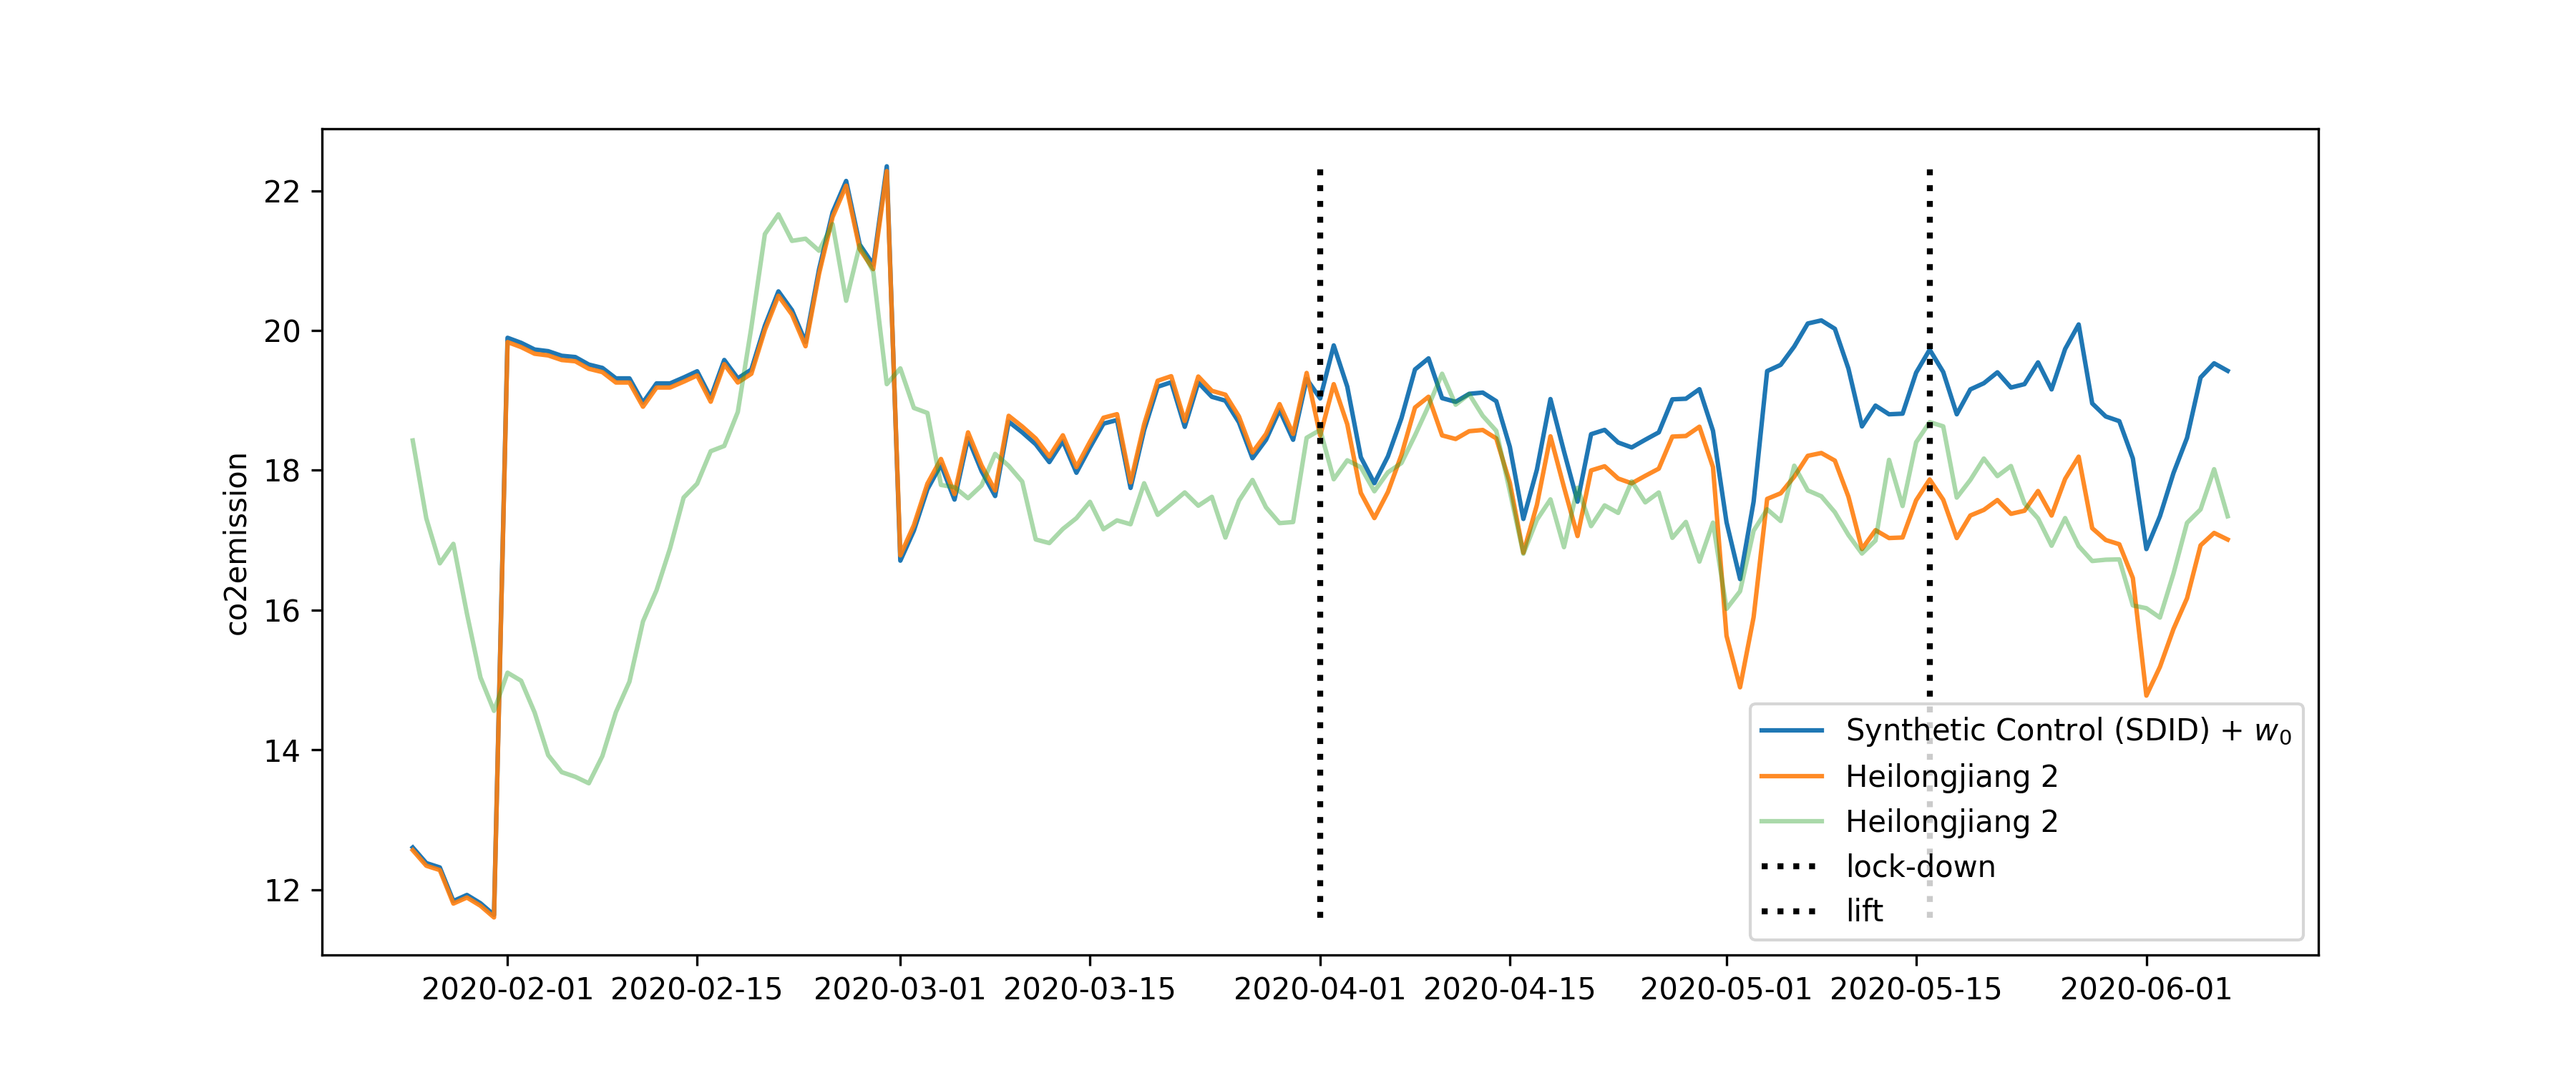 co2emission
22
20
18
16
14
12
2020-02-01 2020-02-15 2020-03-01 2020-03-15 2020-04-01 2020-04-15 2020-05-01 2020-05-15 2020-06-01
Synthetic Control (SDID) + w₀
Heilongjiang 2
Heilongjiang 2
lock-down
lift